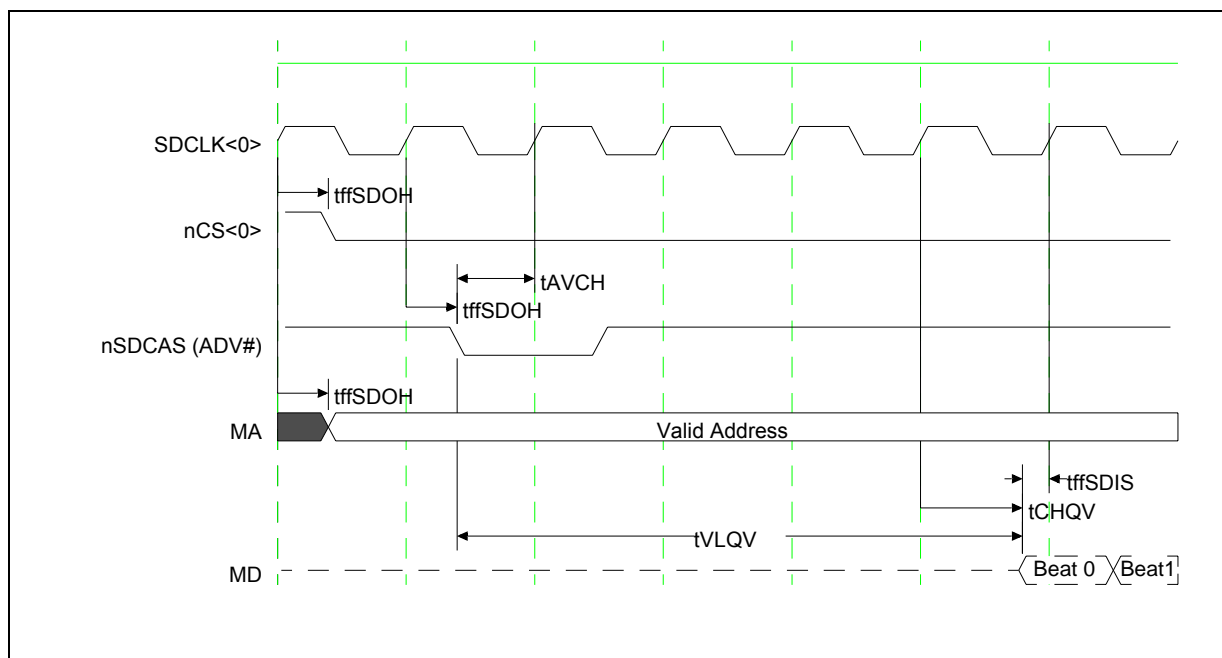 SDCLK<0>
tffSDOH
nCS<0>
tAVCH
tffSDOH
nSDCAS (ADV#)
tffSDOH
MA
Valid Address
tffSDIS
tCHQV
tVLQV
MD
Beat 0
Beat1